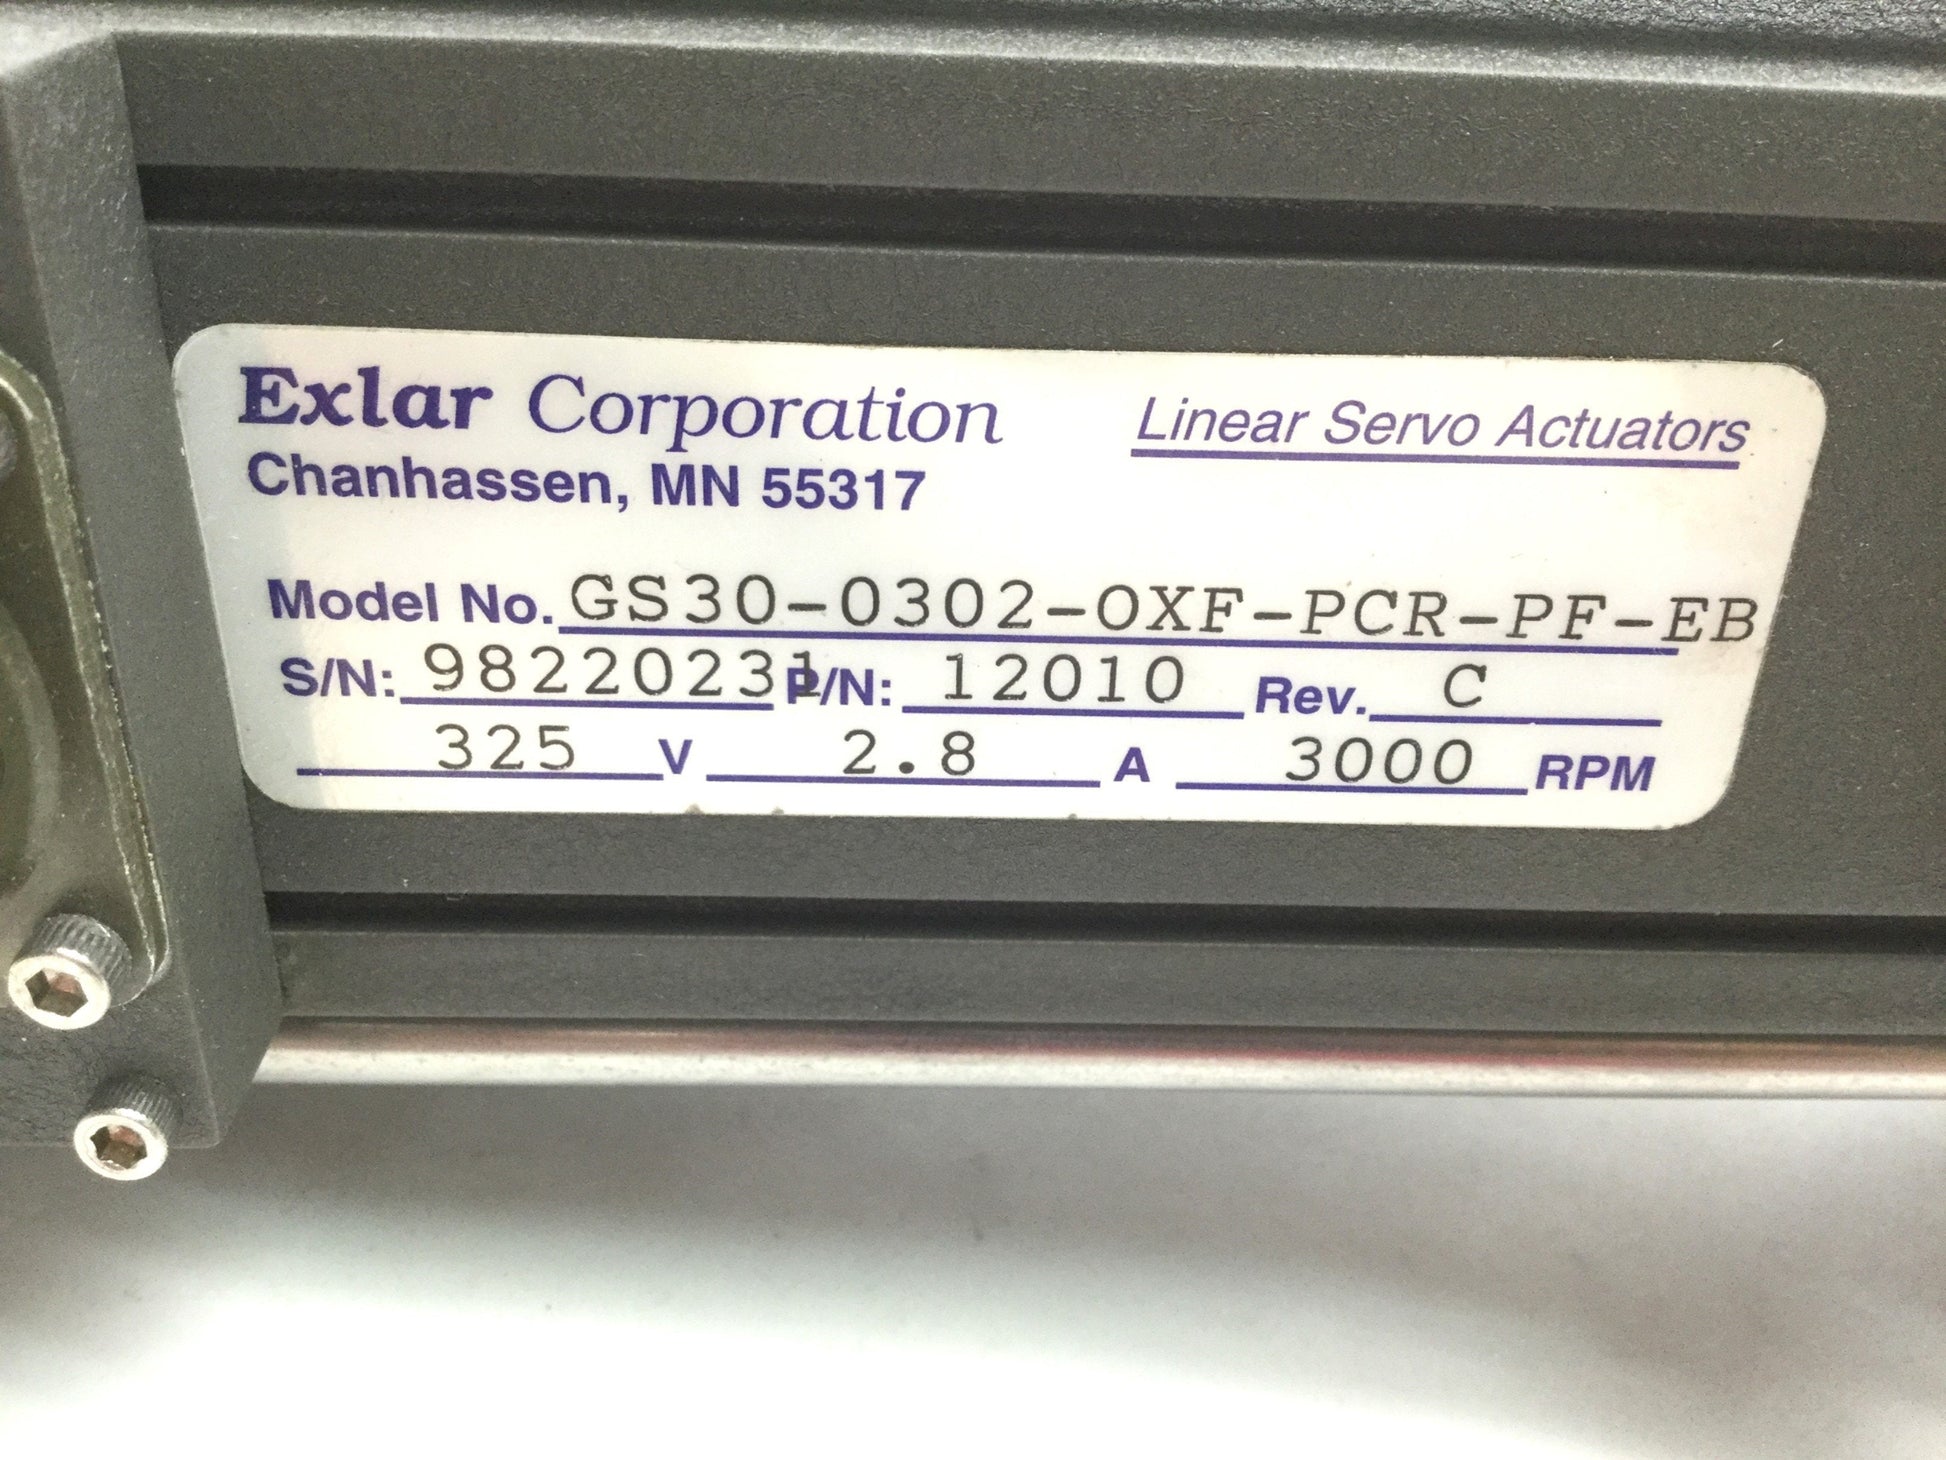 Exlar Corporation Linear Servo Actuators
Chanhassen, MN 55317
Model No. GS30-0302-OXF-PCR-PF-EB
S/N: 98220231 P/N: 12010 Rev. C
325 V 2.8 A 3000 RPM